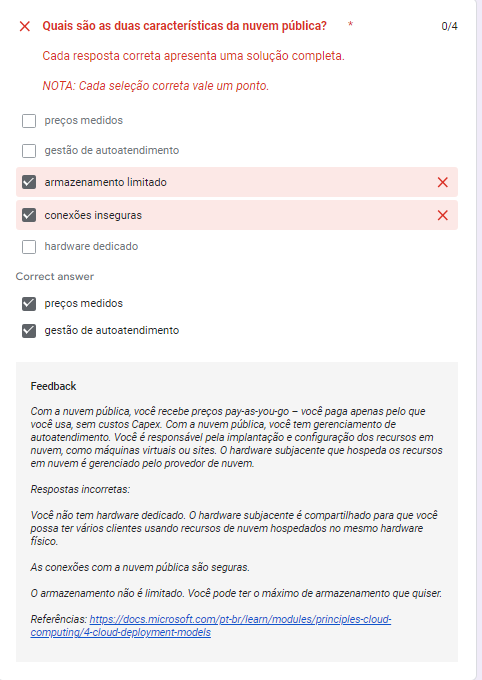 Quais são as duas características da nuvem pública? * 0/4
Cada resposta correta apresenta uma solução completa.
NOTA: Cada seleção correta vale um ponto.
preços medidos
gestão de autoatendimento
armazenamento limitado
conexões inseguras
hardware dedicado
Correct answer
preços medidos
gestão de autoatendimento
Feedback
Com a nuvem pública, você recebe preços pay-as-you-go – você paga apenas pelo que
você usa, sem custos Capex. Com a nuvem pública, você tem gerenciamento de
autoatendimento. Você é responsável pela implantação e configuração dos recursos em
nuvem, como máquinas virtuais ou sites. O hardware subjacente que hospeda os recursos
em nuvem é gerenciado pelo provedor de nuvem.
Respostas incorretas:
Você não tem hardware dedicado. O hardware subjacente é compartilhado para que você
possa ter vários clientes usando recursos de nuvem hospedados no mesmo hardware
físico.
As conexões com a nuvem pública são seguras.
O armazenamento não é limitado. Você pode ter o máximo de armazenamento que quiser.
Referências: https://docs.microsoft.com/pt-br/learn/modules/principles-cloud-
computing/4-cloud-deployment-models